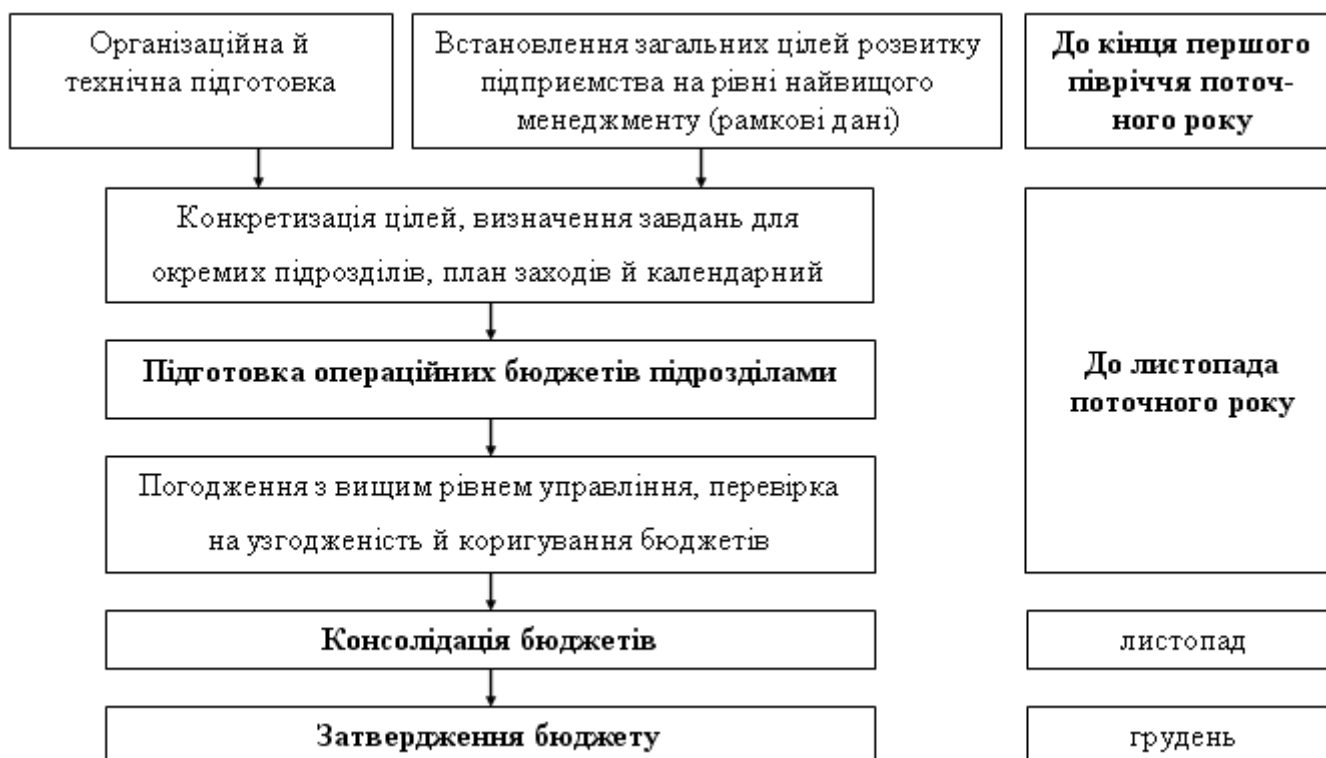 Організаційна й
технічна підготовка
Встановлення загальних цілей розвитку
підприємства на рівні найвищого
менеджменту (рамкові дані)
До кінця першого
півріччя поточ-
ного року
Конкретизація цілей, визначення завдань для
окремих підрозділів, план заходів й календарний
Підготовка операційних бюджетів підрозділами
Погодження з вищим рівнем управління, перевірка
на узгодженість й коригування бюджетів
До листопада
поточного року
Консолідація бюджетів
листопад
Затвердження бюджету
грудень